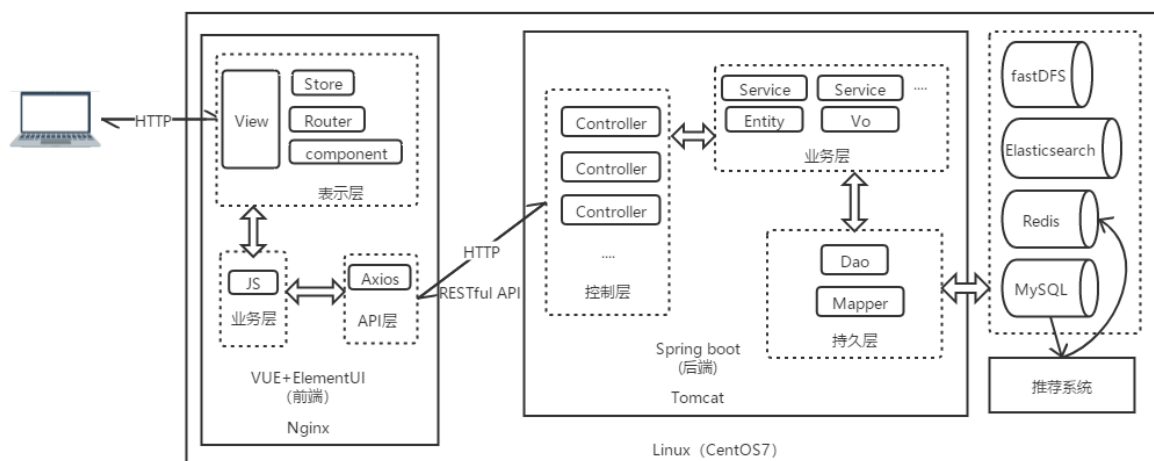 HTTP
View
Store
Router
component
表示层
JS
业务层
Axios
API层
VUE+ElementUI
(前端)
Nginx
HTTP
RESTful API
Controller
Controller
Controller
....
控制层
Service
Service
....
Entity
Vo
业务层
Dao
Mapper
持久层
Spring boot
(后端)
Tomcat
fastDFS
Elasticsearch
Redis
MySQL
推荐系统
Linux（CentOS7）